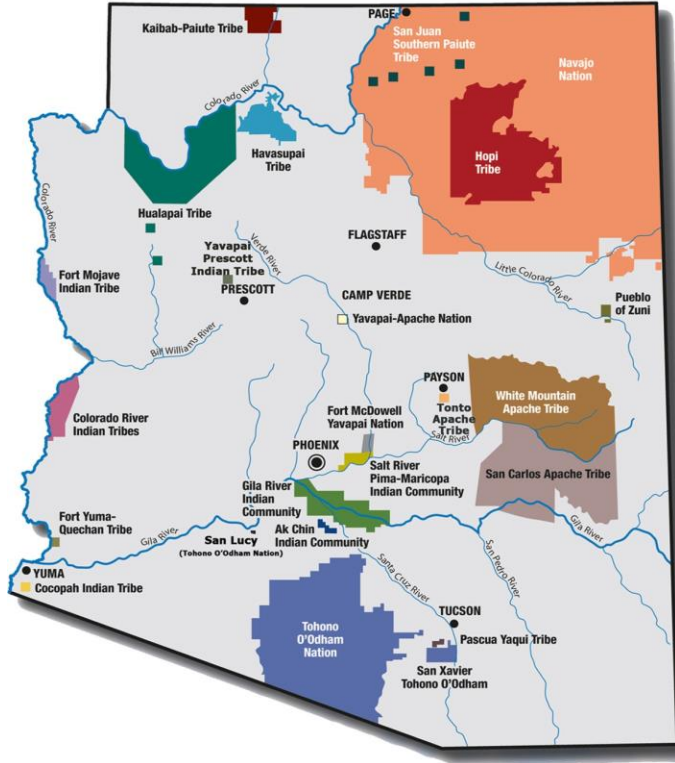 Kaibab-Paiute Tribe
PAGE
San Juan
Southern Paiute
Tribe
Navajo
Nation
Colorado River
Havasupai
Tribe
Hopi
Tribe
Colorado River
Hualapai Tribe
Yavapai
Prescott
Indian Tribe
PRESCOTT
Verde River
FLAGSTAFF
Little Colorado River
Fort Mojave
Indian Tribe
CAMP VERDE
Yavapai-Apache Nation
Pueblo
of Zuni
Bill Williams River
PAYSON
Tonto
Apache
Tribe
White Mountain
Apache Tribe
Colorado River
Indian Tribes
Fort McDowell
Yavapai Nation
Salt River
PHOENIX
Salt River
Pima-Maricopa
Indian Community
San Carlos Apache Tribe
Gila River
Indian
Community
Fort Yuma-
Quechan Tribe
Gila River
San Lucy
(Tohono O'Odham Nation)
Ak Chin
Indian Community
Gila River
San Pedro River
Santa Cruz River
YUMA
Cocopah Indian Tribe
TUCSON
Tohono
O'Odham
Nation
Pascua Yaqui Tribe
San Xavier
Tohono O'Odham